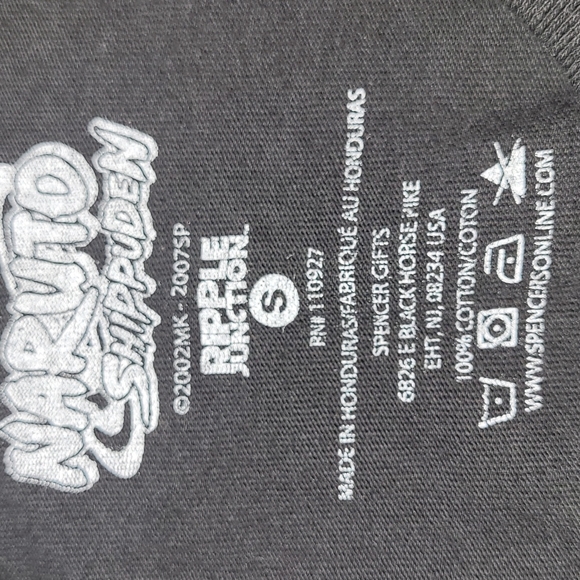 NARUTO
SHIPPUDEN
©2002MK • 2007SP
RIPPLE
JUNCTION
S
RN# 110927
MADE IN HONDURAS/FABRIQUÉ AU HONDURAS
SPENCER GIFTS
6826 E BLACK HORSE PIKE
EHT, NJ, 08234 USA
100% COTTON/COTON
WWW.SPENCERSONLINE.COM